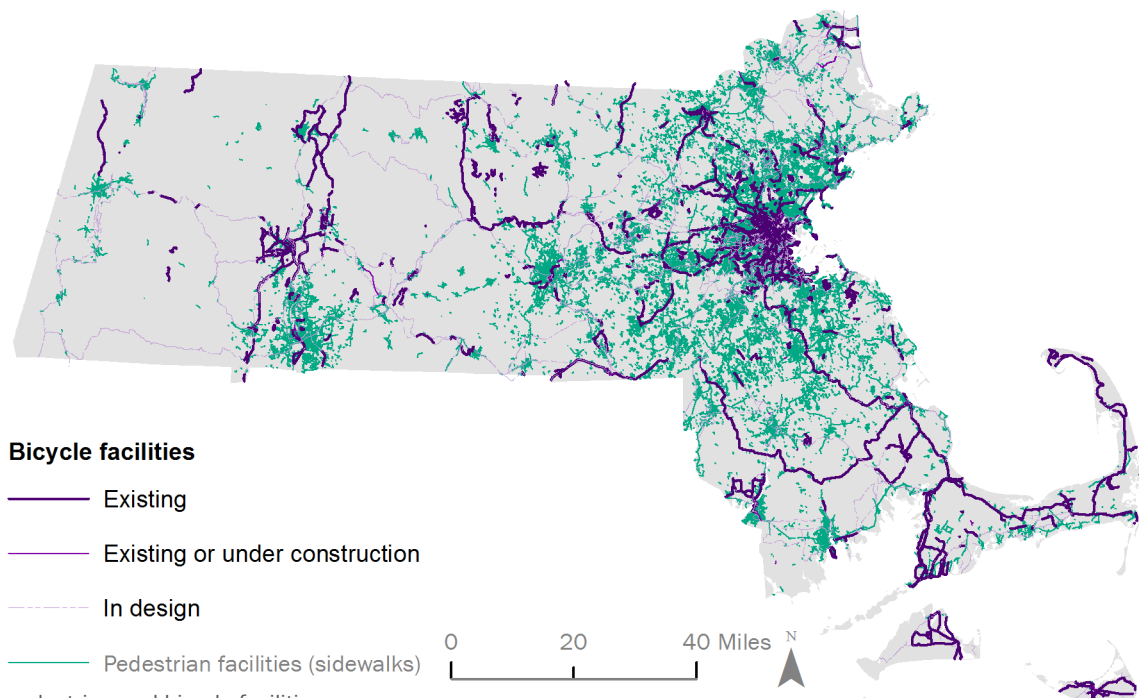 Bicycle facilities
Existing
Existing or under construction
In design
Pedestrian facilities (sidewalks)
0 20 40 Miles N